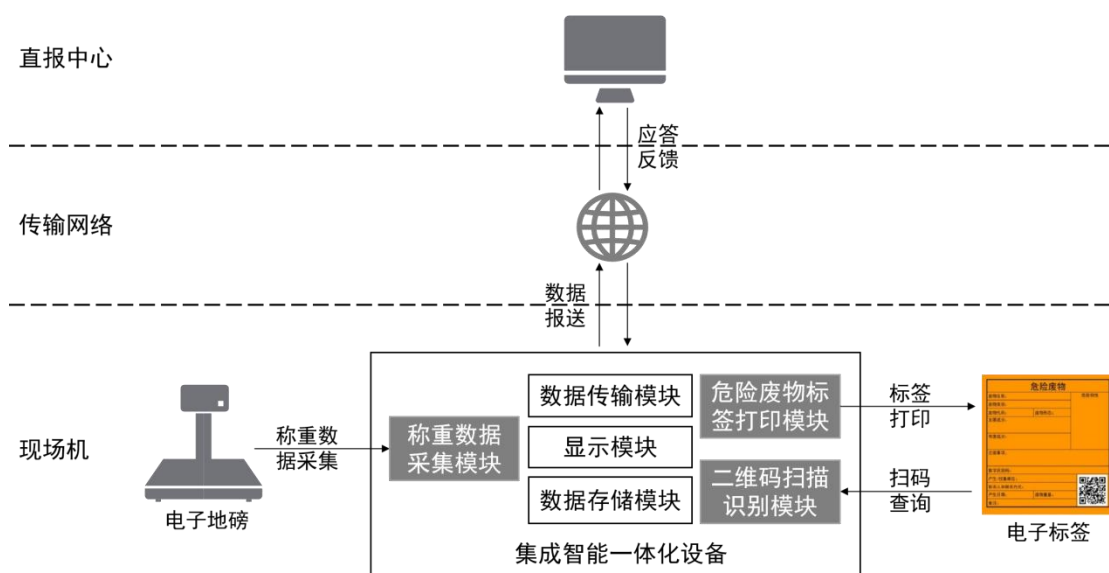 直报中心
应答
反馈
传输网络
数据
报送
现场机
电子地磅
称重数
据采集
称重数据
采集模块
数据传输模块
显示模块
数据存储模块
危险废物标
签打印模块
二维码扫描
识别模块
集成智能一体化设备
标签
打印
扫码
查询
危险废物
电子标签